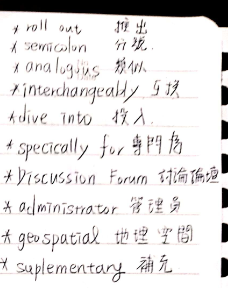 * roll out 推出
* semicolon 分號.
* analogous 類似
* interchangeably 互換
* dive into 投入
* specically for 專門為
* Discussion Forum 討論論壇
* administrator 管理员
* geospatial 地理空間
* suplementary 補充